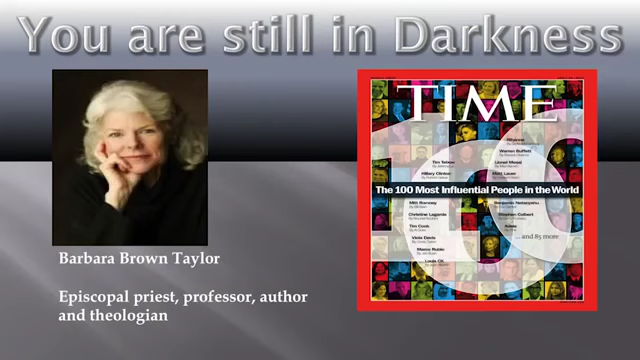 You are still in Darkness
TIME
Rihanna
Warren Buffett
Tim Tebow
Lionel Messi
Hillary Clinton
Matt Lauer
The 100 Most Influential People in the World
Mitt Romney
Benjamin Netanyahu
Christine Lagarde
Stephen Colbert
Tim Cook
Adele
Viola Davis
... and 85 more
Marco Rubio
Louis CK
Barbara Brown Taylor
Episcopal priest, professor, author
and theologian